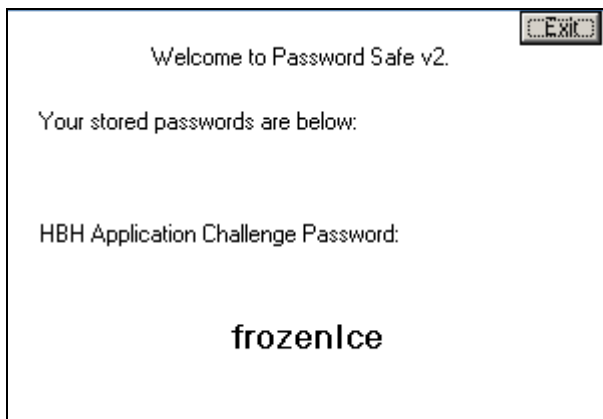 Exit
Welcome to Password Safe v2.
Your stored passwords are below:
HBH Application Challenge Password:
frozenIce